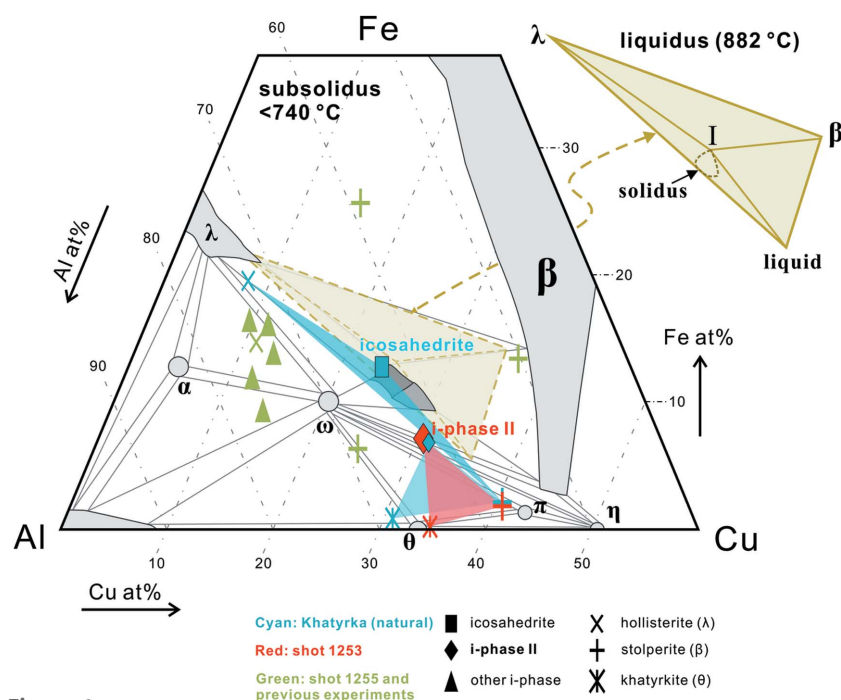 Fe
60
subsolidus
<740 °C
70
30
80
Al at%
λ
β
20
Fe at%
icosahedrite
90
α
ω
10
i-phase II
Al
θ
π
η
Cu
10
20
30
40
50
Cu at%
λ
liquidus (882 °C)
I
β
solidus
liquid
Cyan: Khatyrka (natural)
Red: shot 1253
Green: shot 1255 and
previous experiments
icosahedrite
i-phase II
other i-phase
hollisterite (λ)
stolperite (β)
khatyrkite (θ)